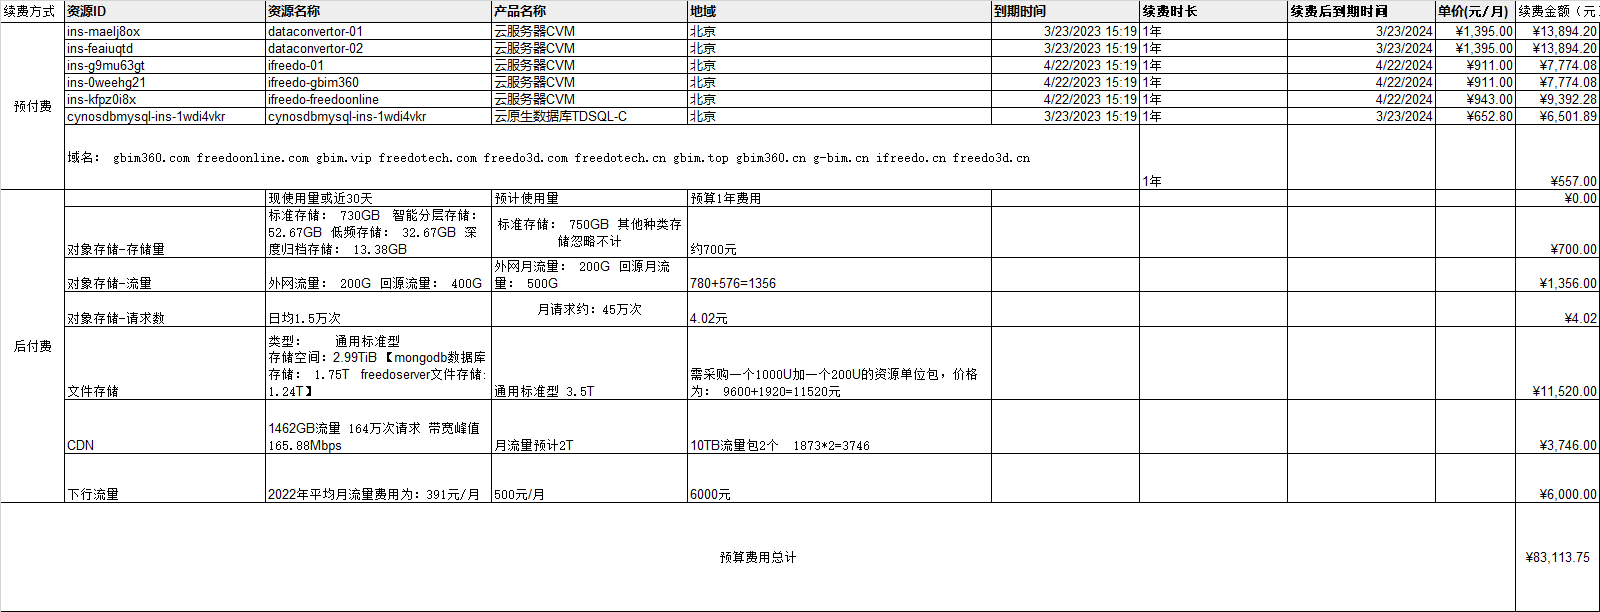 续费方式 资源ID 资源名称 产品名称 地域 到期时间 续费时长 续费后到期时间 单价(元/月) 续费金额（元
预付费
ins-maelj8ox dataconvertor-01 云服务器CVM 北京 3/23/2023 15:19 1年 3/23/2024 ¥1,395.00 ¥13,894.20
ins-feaiuqtd dataconvertor-02 云服务器CVM 北京 3/23/2023 15:19 1年 3/23/2024 ¥1,395.00 ¥13,894.20
ins-g9mu63gt ifreedo-01 云服务器CVM 北京 4/22/2023 15:19 1年 4/22/2024 ¥911.00 ¥7,774.08
ins-0weehg21 ifreedo-gbim360 云服务器CVM 北京 4/22/2023 15:19 1年 4/22/2024 ¥911.00 ¥7,774.08
ins-kfpz0i8x ifreedo-freedoonline 云服务器CVM 北京 4/22/2023 15:19 1年 4/22/2024 ¥943.00 ¥9,392.28
cynosdbmysql-ins-1wdi4vkr cynosdbmysql-ins-1wdi4vkr 云原生数据库TDSQL-C 北京 3/23/2023 15:19 1年 3/23/2024 ¥652.80 ¥6,501.89
域名： gbim360.com freedoonline.com gbim.vip freedotech.com freedo3d.com freedotech.cn gbim.top gbim360.cn g-bim.cn ifreedo.cn freedo3d.cn
1年 ¥557.00
后付费
现使用量或近30天 预计使用量 预算1年费用 ¥0.00
对象存储-存储量
标准存储： 730GB 智能分层存储：
52.67GB 低频存储： 32.67GB 深
度归档存储： 13.38GB
标准存储： 750GB 其他种类存
储忽略不计
约700元 ¥700.00
对象存储-流量 外网流量： 200G 回源流量： 400G
外网月流量： 200G 回源月流
量： 500G
780+576=1356 ¥1,356.00
对象存储-请求数 日均1.5万次 月请求约：45万次 4.02元 ¥4.02
文件存储
类型： 通用标准型
存储空间：2.99TiB【mongodb数据库
存储： 1.75T freedoserver文件存储:
1.24T】
通用标准型 3.5T
需采购一个1000U加一个200U的资源单位包，价格
为： 9600+1920=11520元
¥11,520.00
CDN
1462GB流量 164万次请求 带宽峰值
165.88Mbps
月流量预计2T 10TB流量包2个 1873*2=3746 ¥3,746.00
下行流量 2022年平均月流量费用为：391元/月 500元/月 6000元 ¥6,000.00
预算费用总计 ¥83,113.75